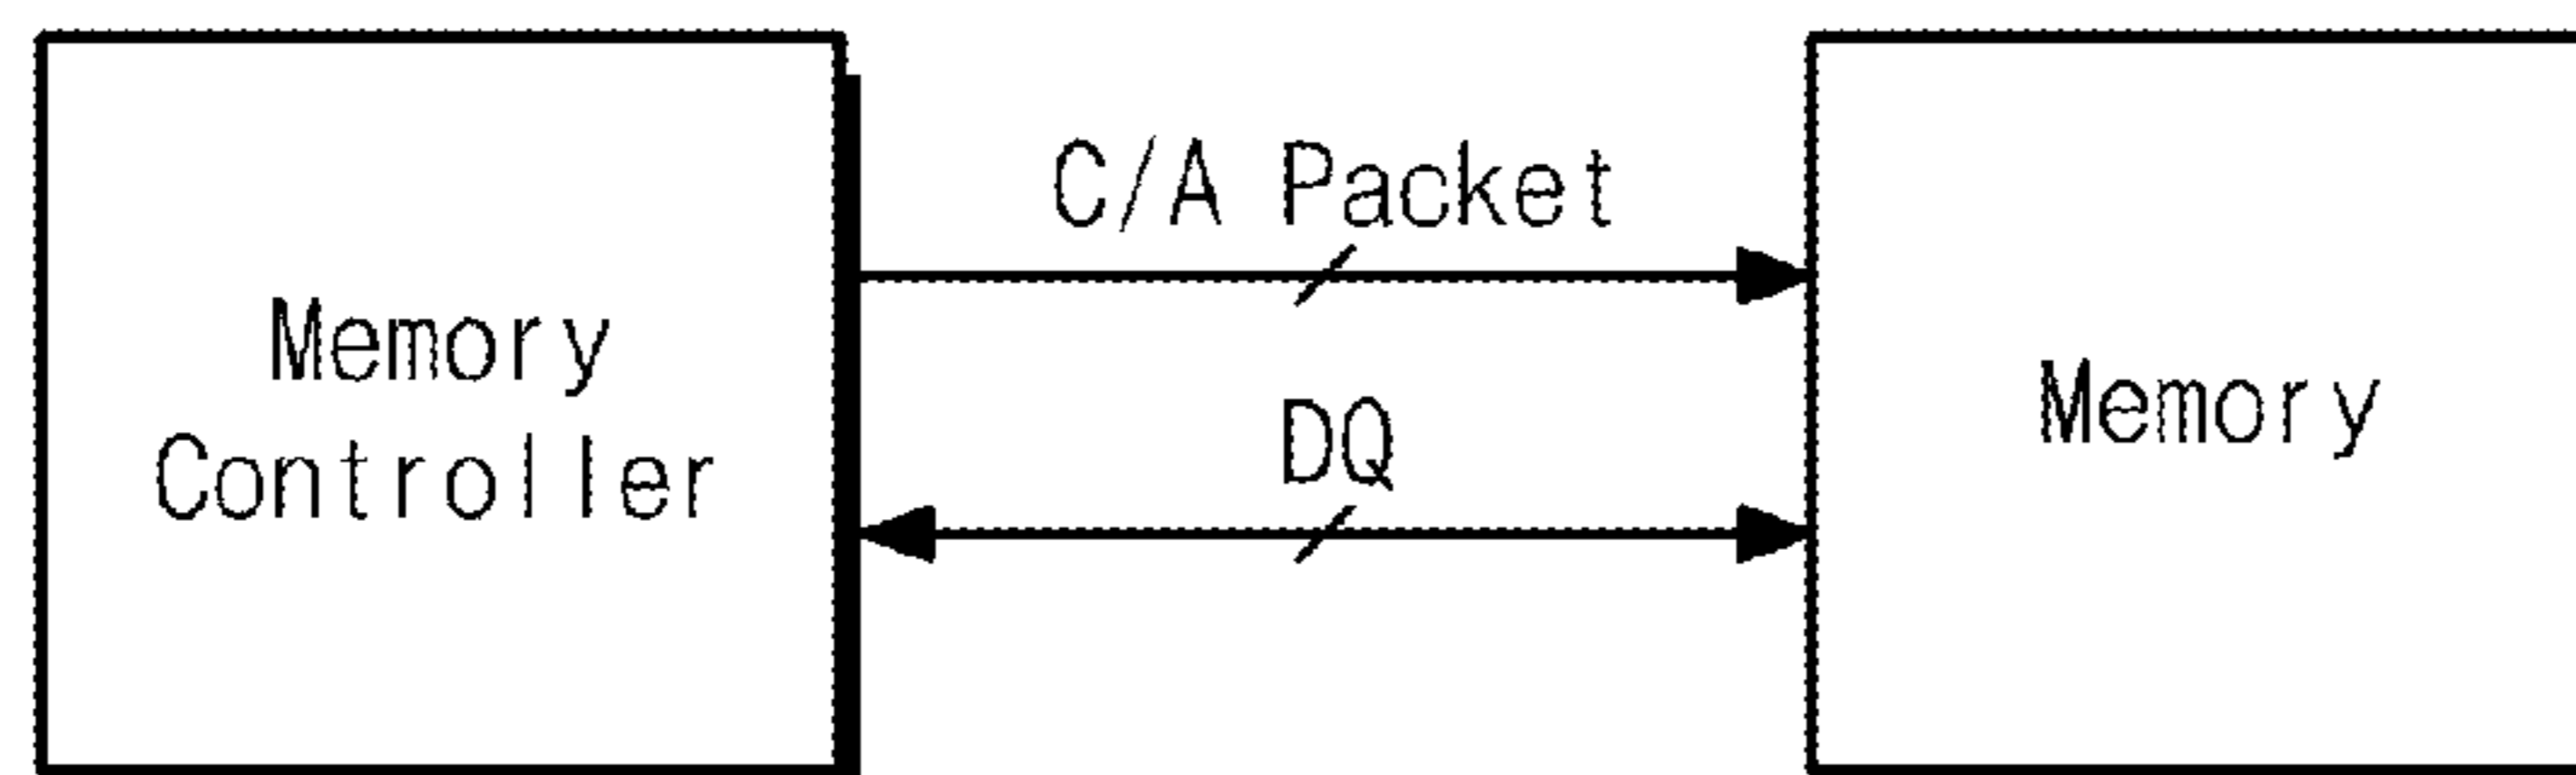 Memory
Controller
C/A Packet
DQ
Memory